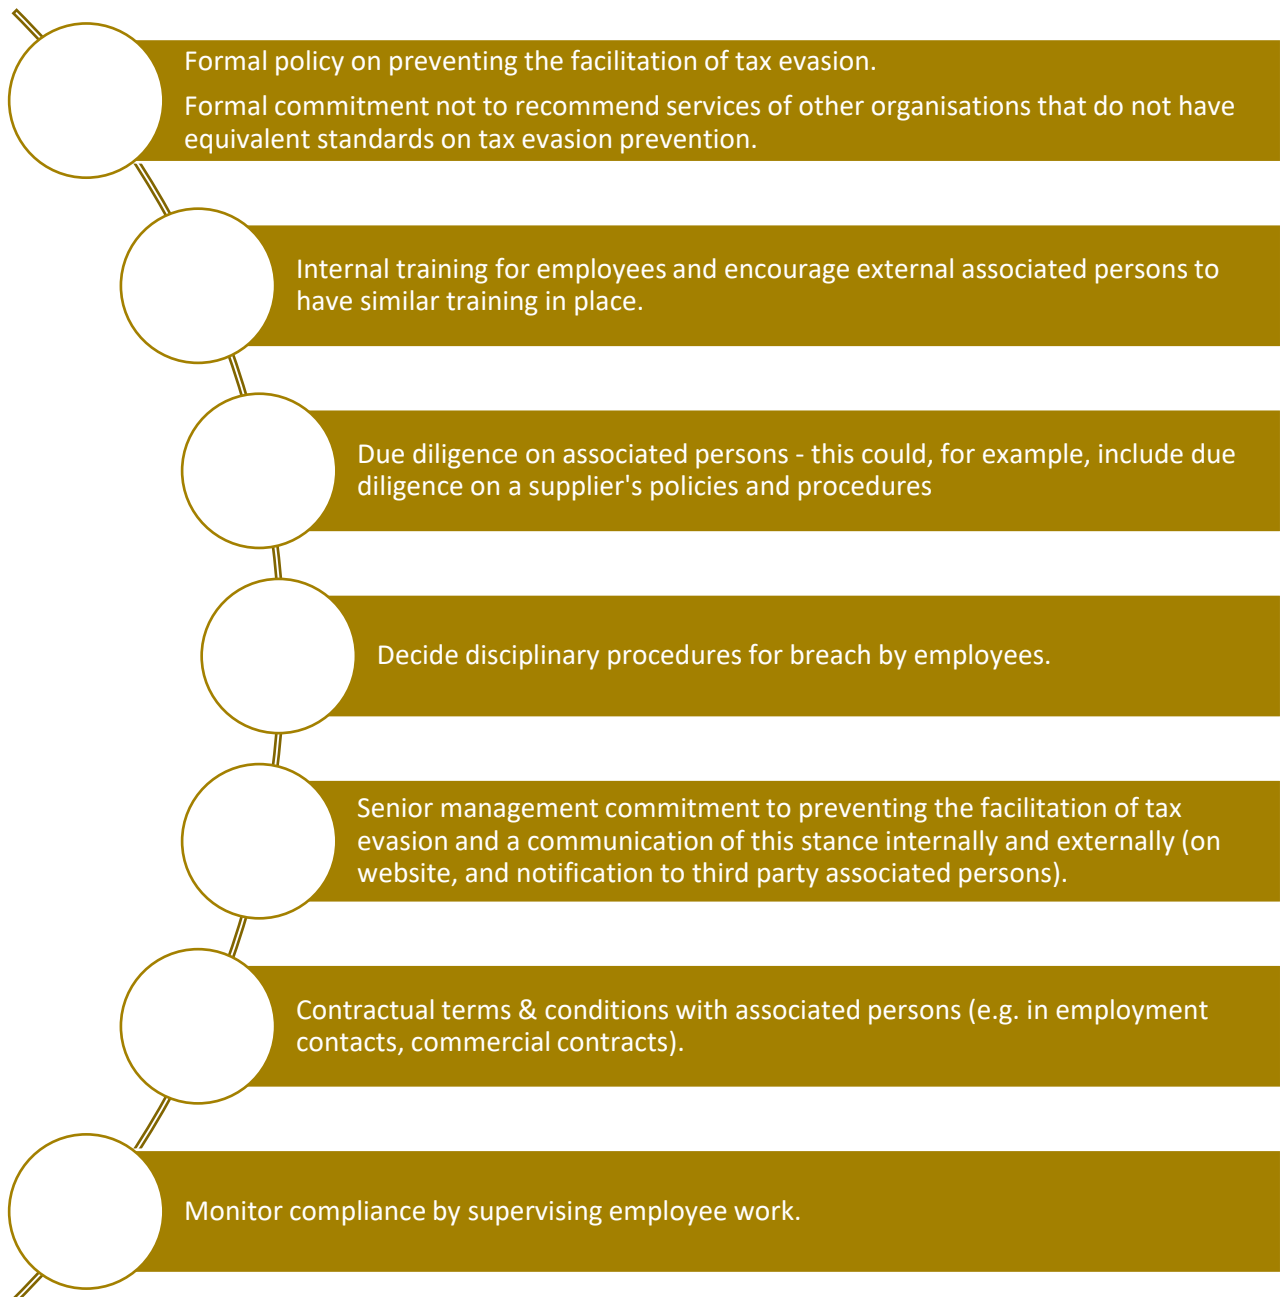 Formal policy on preventing the facilitation of tax evasion.
Formal commitment not to recommend services of other organisations that do not have
equivalent standards on tax evasion prevention.
Internal training for employees and encourage external associated persons to
have similar training in place.
Due diligence on associated persons - this could, for example, include due
diligence on a supplier's policies and procedures
Decide disciplinary procedures for breach by employees.
Senior management commitment to preventing the facilitation of tax
evasion and a communication of this stance internally and externally (on
website, and notification to third party associated persons).
Contractual terms & conditions with associated persons (e.g. in employment
contacts, commercial contracts).
Monitor compliance by supervising employee work.